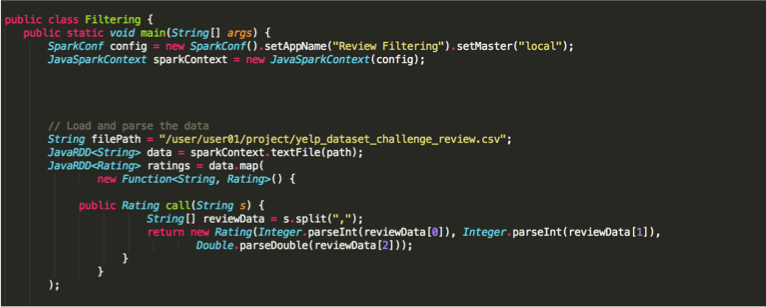 public class Filtering {
public static void main(String[] args) {
SparkConf config = new SparkConf().setAppName("Review Filtering").setMaster("local");
JavaSparkContext sparkContext = new JavaSparkContext(config);
// Load and parse the data
String filePath = "/user/user01/project/yelp_dataset_challenge_review.csv";
JavaRDD<String> data = sparkContext.textFile(path);
JavaRDD<Rating> ratings = data.map(
new Function<String, Rating>() {
public Rating call(String s) {
String[] reviewData = s.split(",");
return new Rating(Integer.parseInt(reviewData[0]), Integer.parseInt(reviewData[1]),
Double.parseDouble(reviewData[2]));
}
}
);